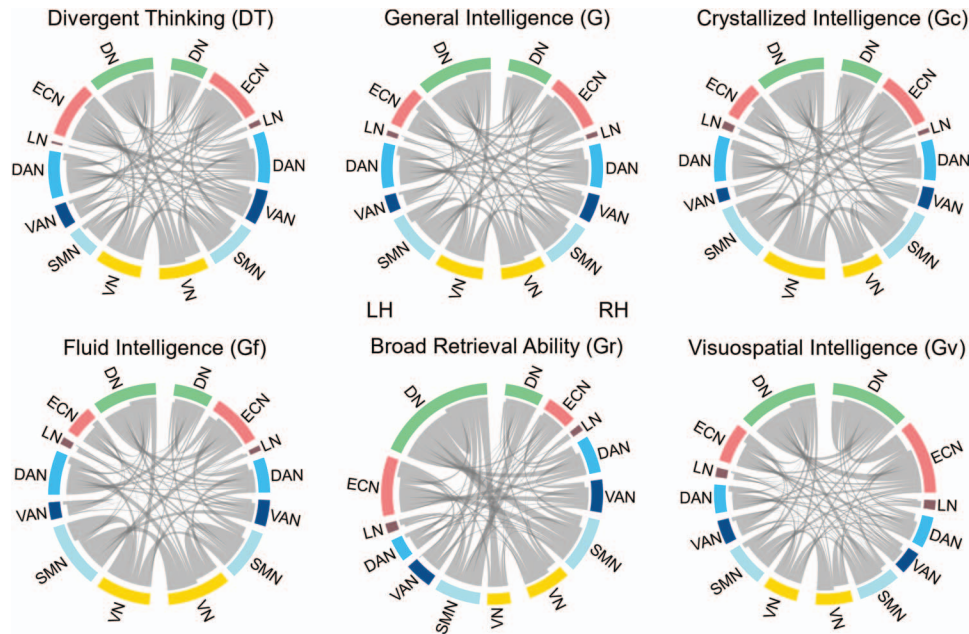 Divergent Thinking (DT)
General Intelligence (G)
Crystallized Intelligence (Gc)
DN
DN
ECN
ECN
LN
LN
DAN
DAN
VAN
VAN
SMN
SMN
VN
VN
DN
DN
ECN
ECN
LN
LN
DAN
DAN
VAN
VAN
SMN
SMN
VN
VN
DN
DN
ECN
ECN
LN
LN
DAN
DAN
VAN
VAN
SMN
SMN
VN
VN
LH
RH
Fluid Intelligence (Gf)
Broad Retrieval Ability (Gr)
Visuospatial Intelligence (Gv)
DN
DN
ECN
ECN
LN
LN
DAN
DAN
VAN
VAN
SMN
SMN
VN
VN
DN
DN
ECN
ECN
LN
LN
DAN
DAN
VAN
VAN
SMN
SMN
VN
VN
DN
DN
ECN
ECN
LN
LN
DAN
DAN
VAN
VAN
SMN
SMN
VN
VN